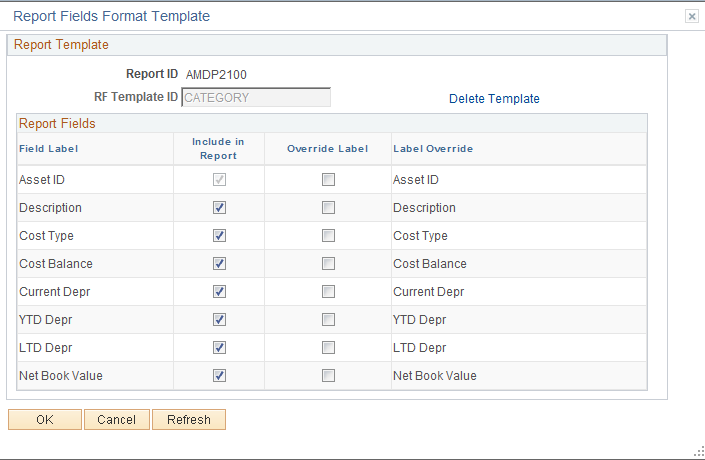 Report Fields Format Template
Report Template
Report ID AMDP2100
RF Template ID CATEGORY Delete Template
Report Fields
Field Label Include in Report Override Label Label Override
Asset ID Asset ID
Description Description
Cost Type Cost Type
Cost Balance Cost Balance
Current Depr Current Depr
YTD Depr YTD Depr
LTD Depr LTD Depr
Net Book Value Net Book Value
OK Cancel Refresh